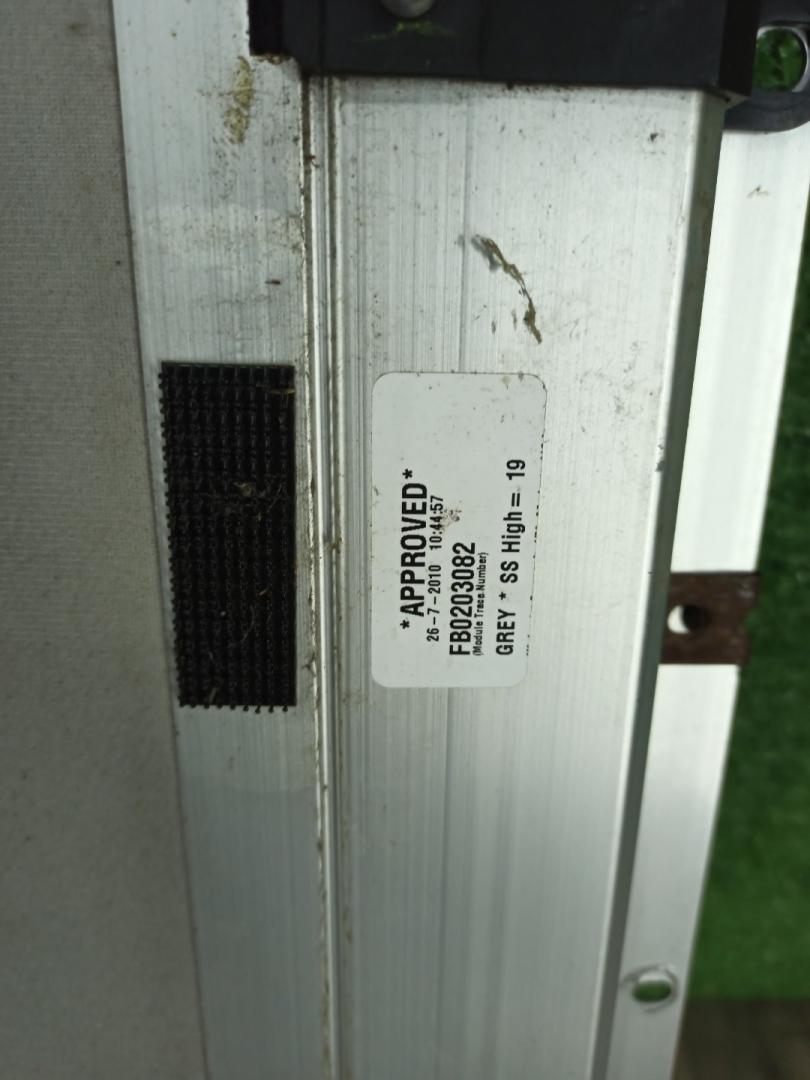 *APPROVED*
26-7-2010 10:44:57
FB0203082
(Module Trace Number)
GREY * SS High = 19